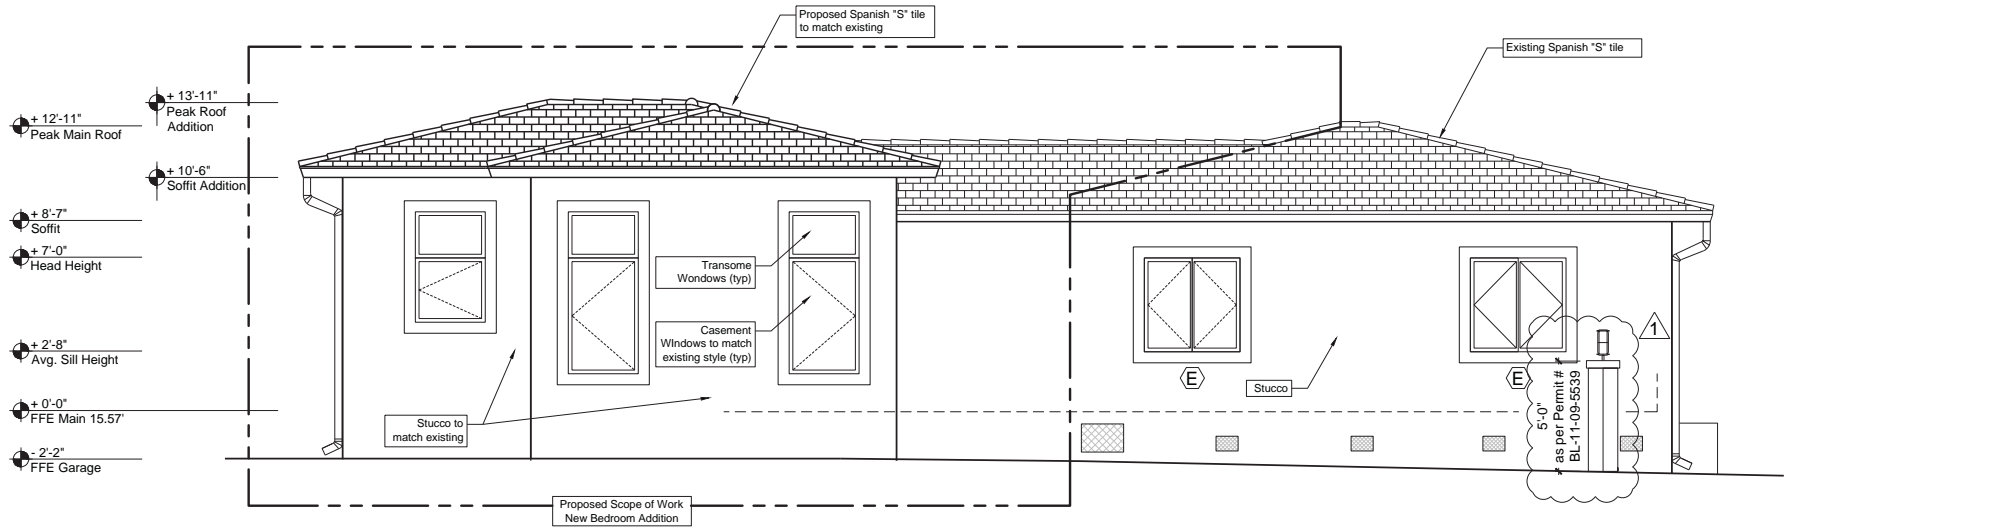 Proposed Spanish "S" tile
to match existing
Existing Spanish "S" tile
+ 13'-11"
Peak Roof
Addition
+ 12'-11"
Peak Main Roof
+ 10'-6"
Soffit Addition
+ 8'-7"
Soffit
+ 7'-0"
Head Height
Transome
Wondows (typ)
Casement
WIndows to match
existing style (typ)
1
+ 2'-8"
Avg. Sill Height
E
E
Stucco
5'-0"
as per Permit #
BL-11-09-5539
+ 0'-0"
FFE Main 15.57'
Stucco to
match existing
- 2'-2"
FFE Garage
Proposed Scope of Work
New Bedroom Addition